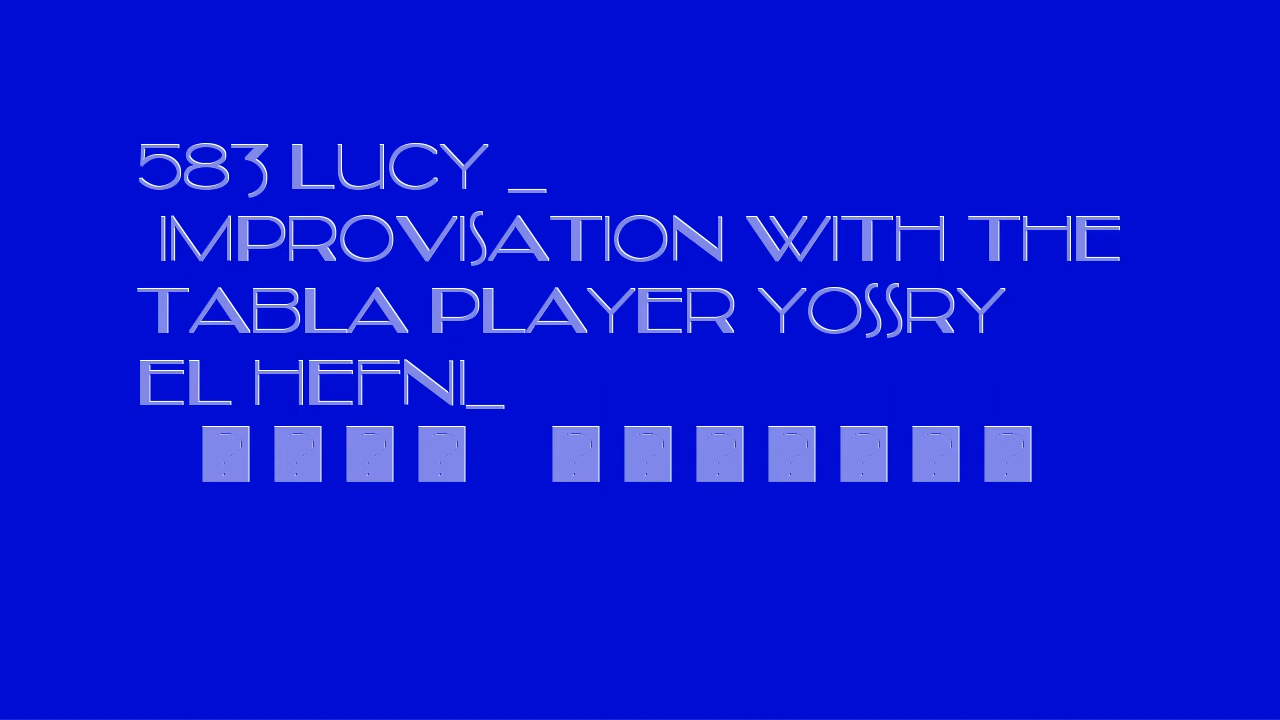 583 LUCY _
IMPROVISATION WITH THE
TABLA PLAYER YOSSRY
EL HEFNI_